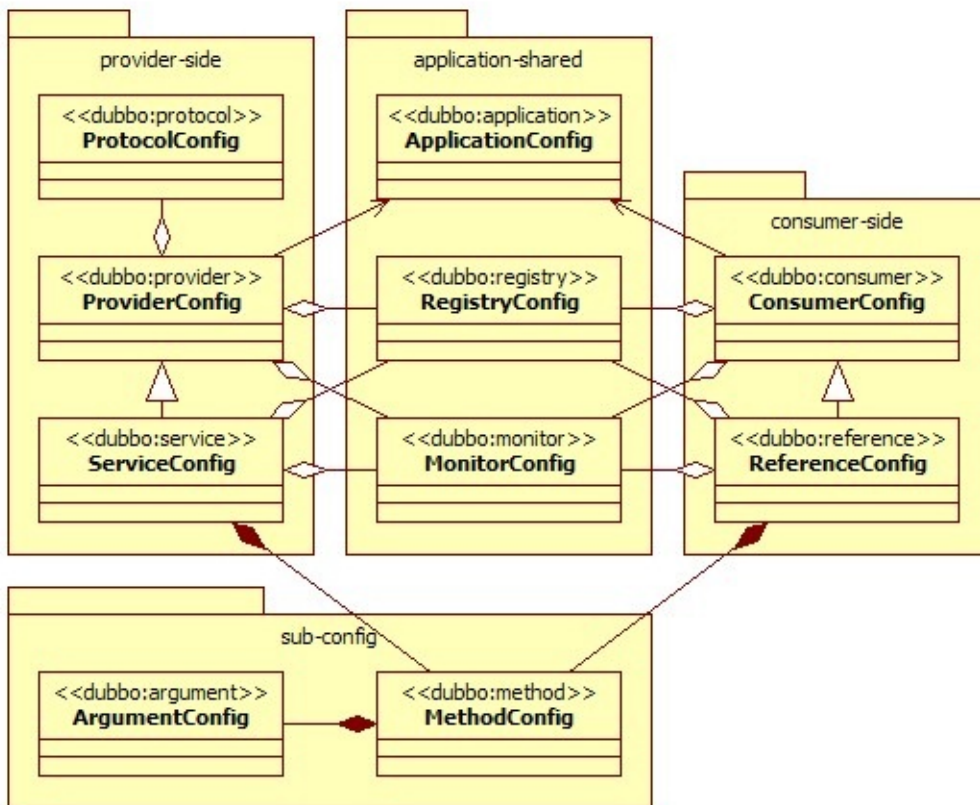 provider-side
<<dubbo:protocol>>
ProtocolConfig
<<dubbo:provider>>
ProviderConfig
<<dubbo:service>>
ServiceConfig
application-shared
<<dubbo:application>>
ApplicationConfig
<<dubbo:registry>>
RegistryConfig
<<dubbo:monitor>>
MonitorConfig
consumer-side
<<dubbo:consumer>>
ConsumerConfig
<<dubbo:reference>>
ReferenceConfig
sub-config
<<dubbo:argument>>
ArgumentConfig
<<dubbo:method>>
MethodConfig